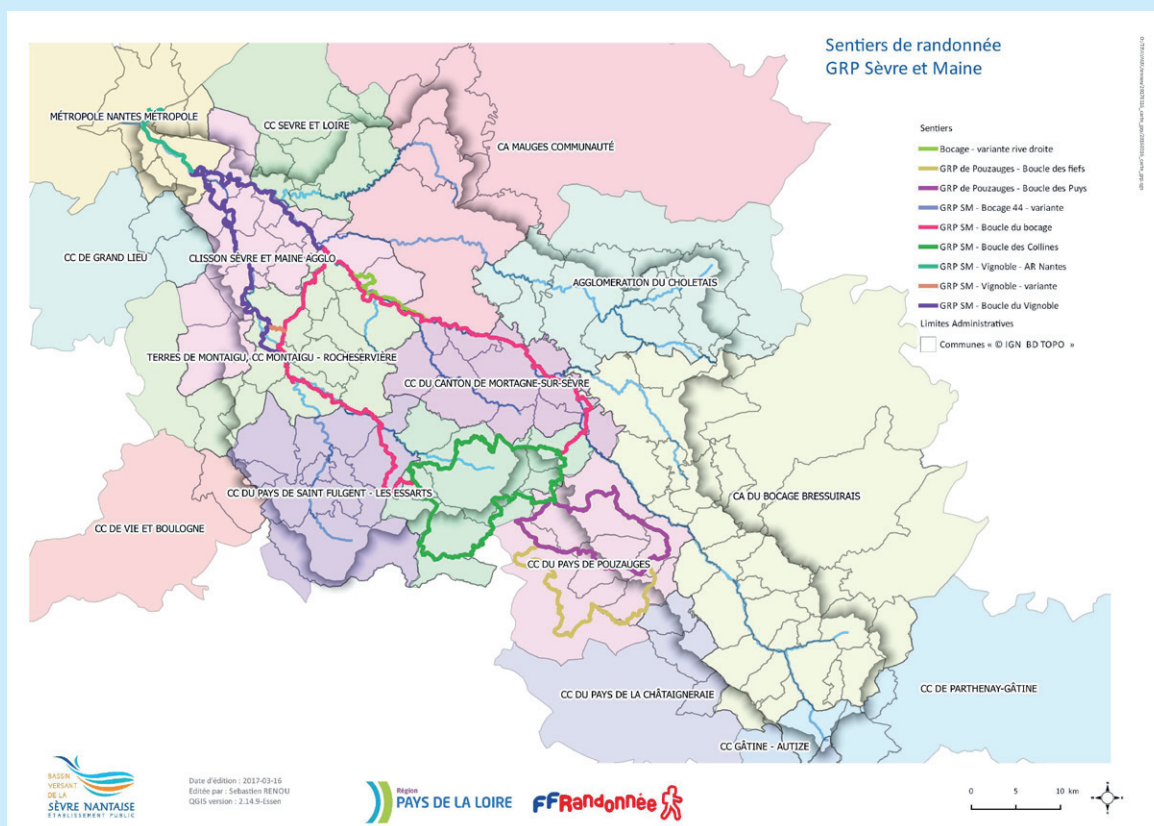 Sentiers de randonnée
GRP Sèvre et Maine
MÉTROPOLE NANTES MÉTROPOLE
CC SEVRE ET LOIRE
CA MAUGES COMMUNAUTÉ
CC DE GRAND LIEU
CLISSON SÈVRE ET MAINE AGGLO
AGGLOMERATION DU CHOLETAIS
TERRES DE MONTAIGU, CC MONTAIGU - ROCHESERVIÈRE
CC DU CANTON DE MORTAGNE-SUR-SÈVRE
CC DU PAYS DE SAINT FULGENT - LES ESSARTS
CA DU BOCAGE BRESSUIRAIS
CC DE VIE ET BOULOGNE
CC DU PAYS DE POUZAUGES
CC DU PAYS DE LA CHÂTAIGNERAIE
CC DE PARTHENAY-GÂTINE
CC GÂTINE - AUTIZE
Sentiers
Bocage - variante rive droite
GRP de Pouzauges - Boucle des fiefs
GRP de Pouzauges - Boucle des Puys
GRP SM - Bocage 44 - variante
GRP SM - Boucle du bocage
GRP SM - Boucle des Collines
GRP SM - Vignoble - AR Nantes
GRP SM - Vignoble - variante
GRP SM - Boucle du Vignoble
Limites Administratives
Communes « © IGN BD TOPO »
BASSIN
VERSANT
DE LA
SÈVRE NANTAISE
ÉTABLISSEMENT PUBLIC
Date d'édition : 2017-03-16
Editée par : Sebastien RENOU
QGIS version : 2.14.9-Essen
Région
PAYS DE LA LOIRE
FFRandonnée
0 5 10 km